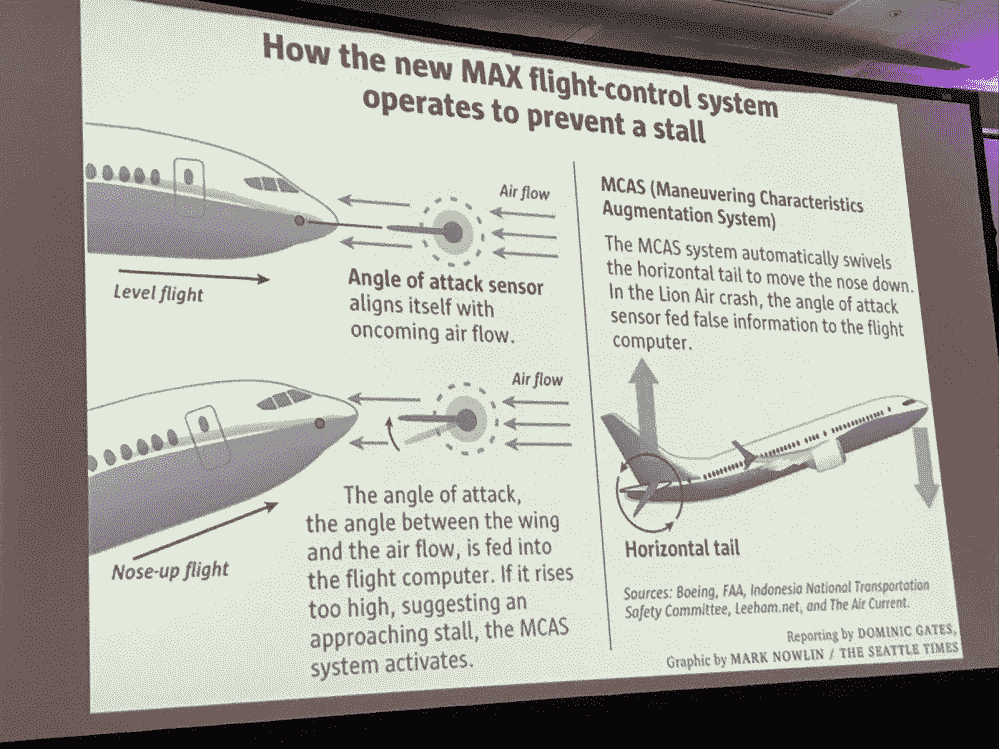 How the new MAX flight-control system
operates to prevent a stall
Air flow
Level flight
Angle of attack sensor
aligns itself with
oncoming air flow.
Air flow
Nose-up flight
The angle of attack,
the angle between the wing
and the air flow, is fed into
the flight computer. If it rises
too high, suggesting an
approaching stall, the MCAS
system activates.
MCAS (Maneuvering Characteristics
Augmentation System)
The MCAS system automatically swivels
the horizontal tail to move the nose down.
In the Lion Air crash, the angle of attack
sensor fed false information to the flight
computer.
Horizontal tail
Sources: Boeing, FAA, Indonesia National Transportation
Safety Committee, Leeham.net, and The Air Current.
Reporting by DOMINIC GATES,
Graphic by MARK NOWLIN / THE SEATTLE TIMES